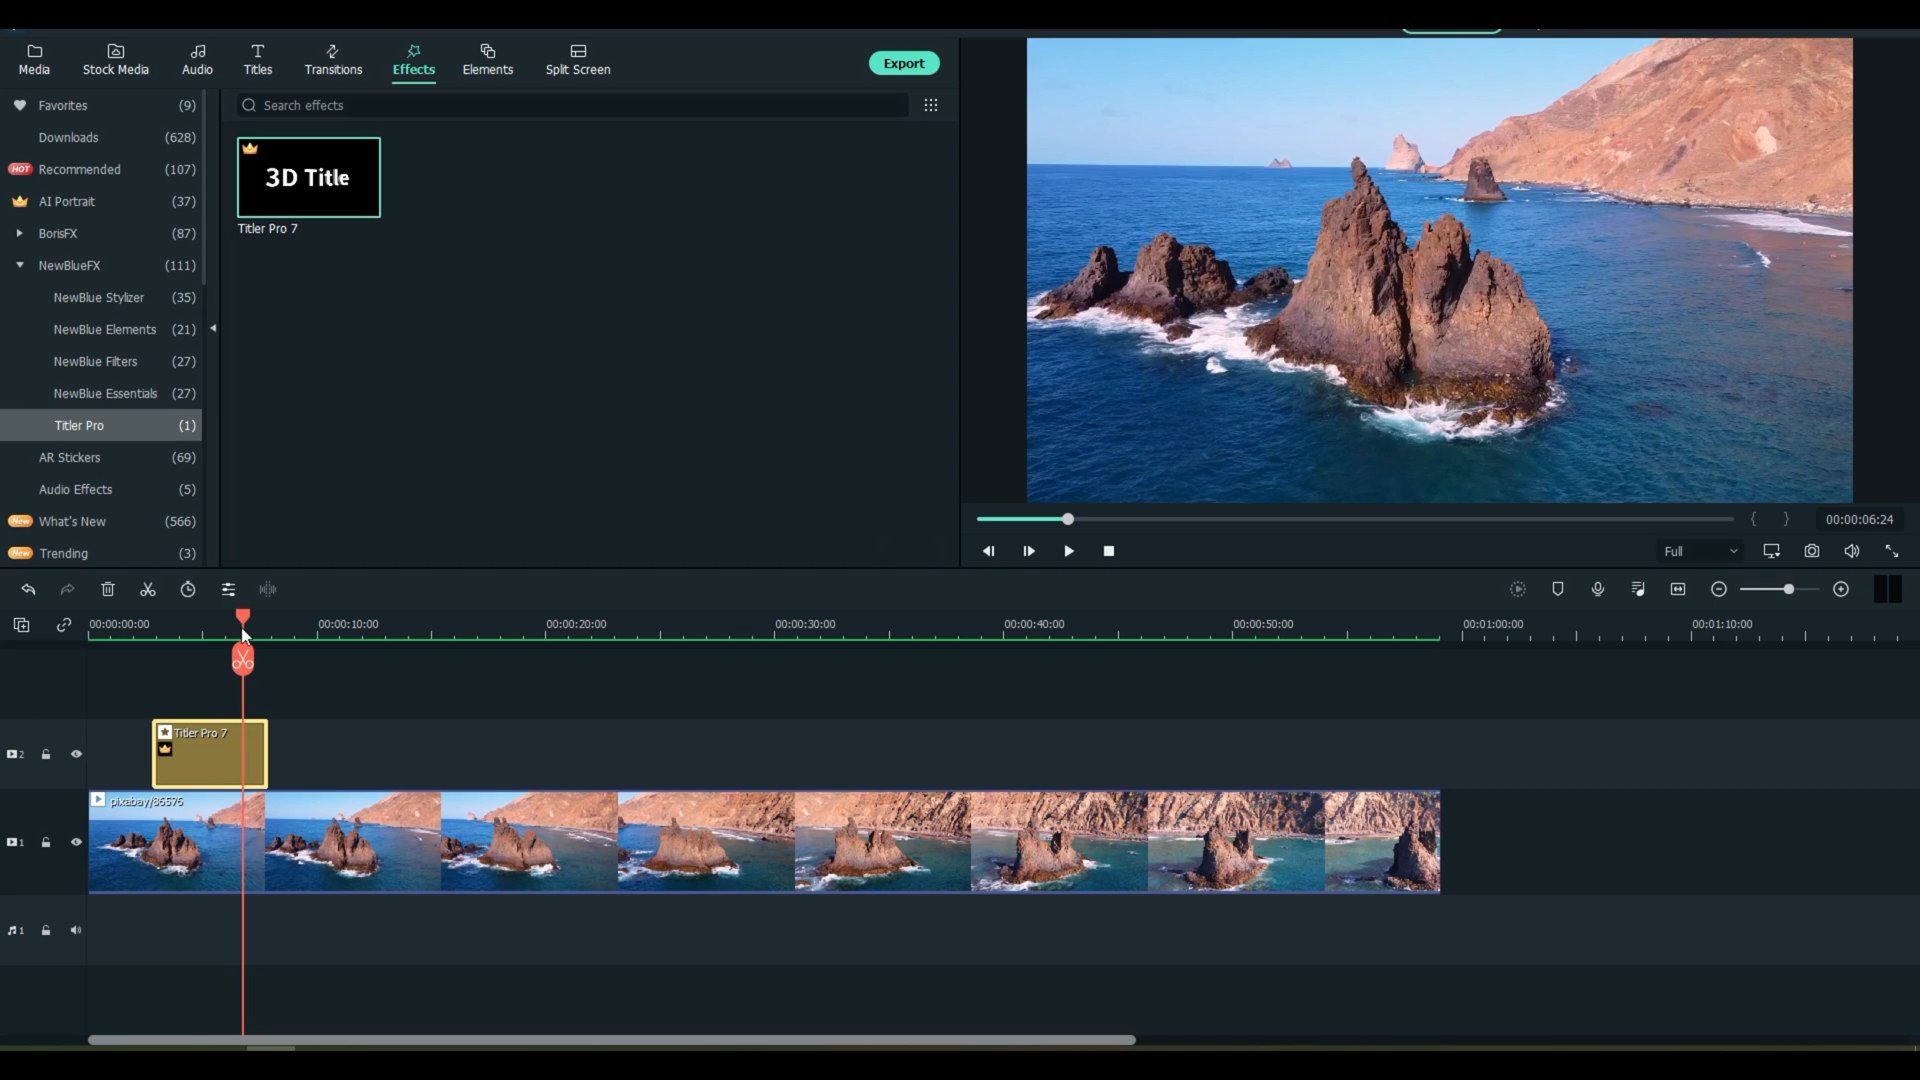 Media
Stock Media
Audio
Titles
Transitions
Effects
Elements
Split Screen
Export
Favorites (9)
Downloads (628)
HOT Recommended (107)
AI Portrait (37)
BorisFX (87)
NewBlueFX (111)
NewBlue Stylizer (35)
NewBlue Elements (21)
NewBlue Filters (27)
NewBlue Essentials (27)
Titler Pro (1)
AR Stickers (69)
Audio Effects (5)
New What's New (566)
New Trending (3)
Search effects
3D Title
Titler Pro 7
{ } 00:00:06:24
Full
00:00:00:00
00:00:10:00
00:00:20:00
00:00:30:00
00:00:40:00
00:00:50:00
00:01:00:00
00:01:10:00
2
Titler Pro 7
1
pixabay/86576
1